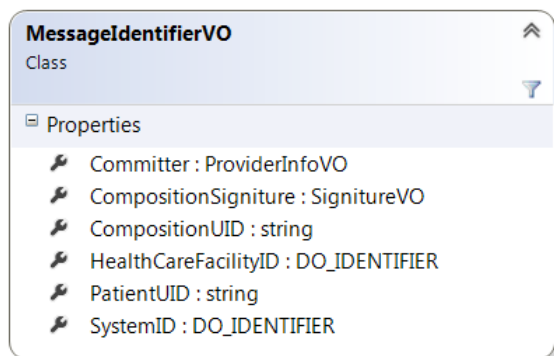 MessageIdentifierVO
Class
Properties
Committer : ProviderInfoVO
CompositionSigniture : SignitureVO
CompositionUID : string
HealthCareFacilityID : DO_IDENTIFIER
PatientUID : string
SystemID : DO_IDENTIFIER